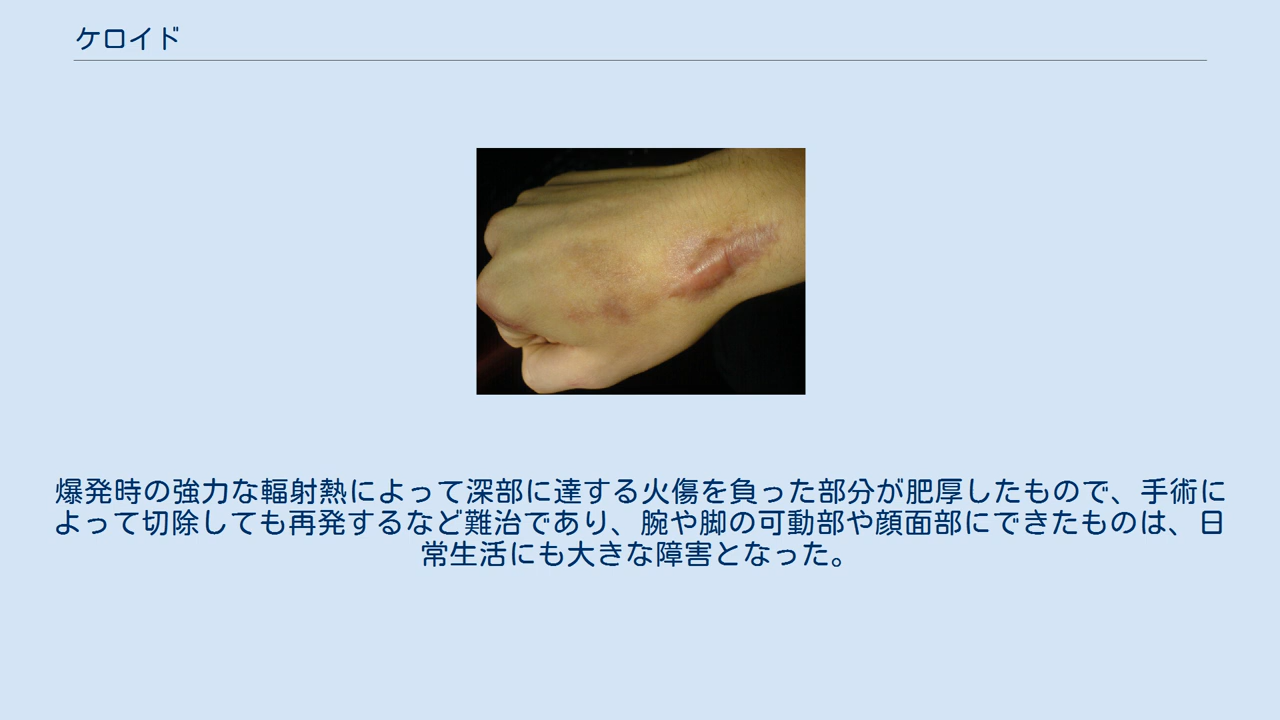 ケロイド
爆発時の強力な輻射熱によって深部に達する火傷を負った部分が肥厚したもので、手術に
よって切除しても再発するなど難治であり、腕や脚の可動部や顔面部にできたものは、日
常生活にも大きな障害となった。